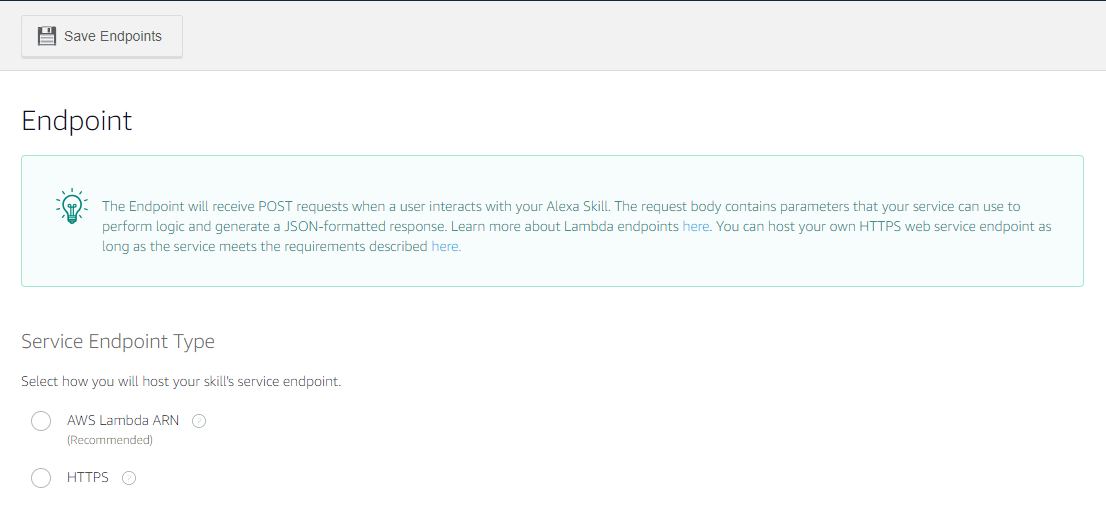 Save Endpoints
Endpoint
The Endpoint will receive POST requests when a user interacts with your Alexa Skill. The request body contains parameters that your service can use to
perform logic and generate a JSON-formatted response. Learn more about Lambda endpoints here. You can host your own HTTPS web service endpoint as
long as the service meets the requirements described here.
Service Endpoint Type
Select how you will host your skill's service endpoint.
AWS Lambda ARN ?
(Recommended)
HTTPS ?